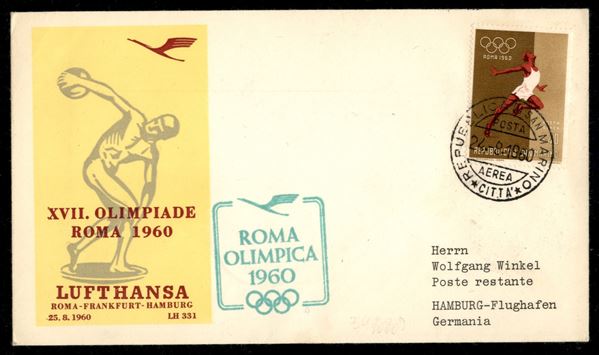 XVII. OLIMPIADE
ROMA 1960
LUFTHANSA
ROMA-FRANKFURT-HAMBURG
25. 8. 1960 LH 331
ROMA
OLIMPICA
1960
ROMA 1960
REPUBBLICA DI SAN MARINO
POSTA
AEREA
★CITTÀ★
Herrn
Wolfgang Winkel
Poste restante
HAMBURG-Flughafen
Germania